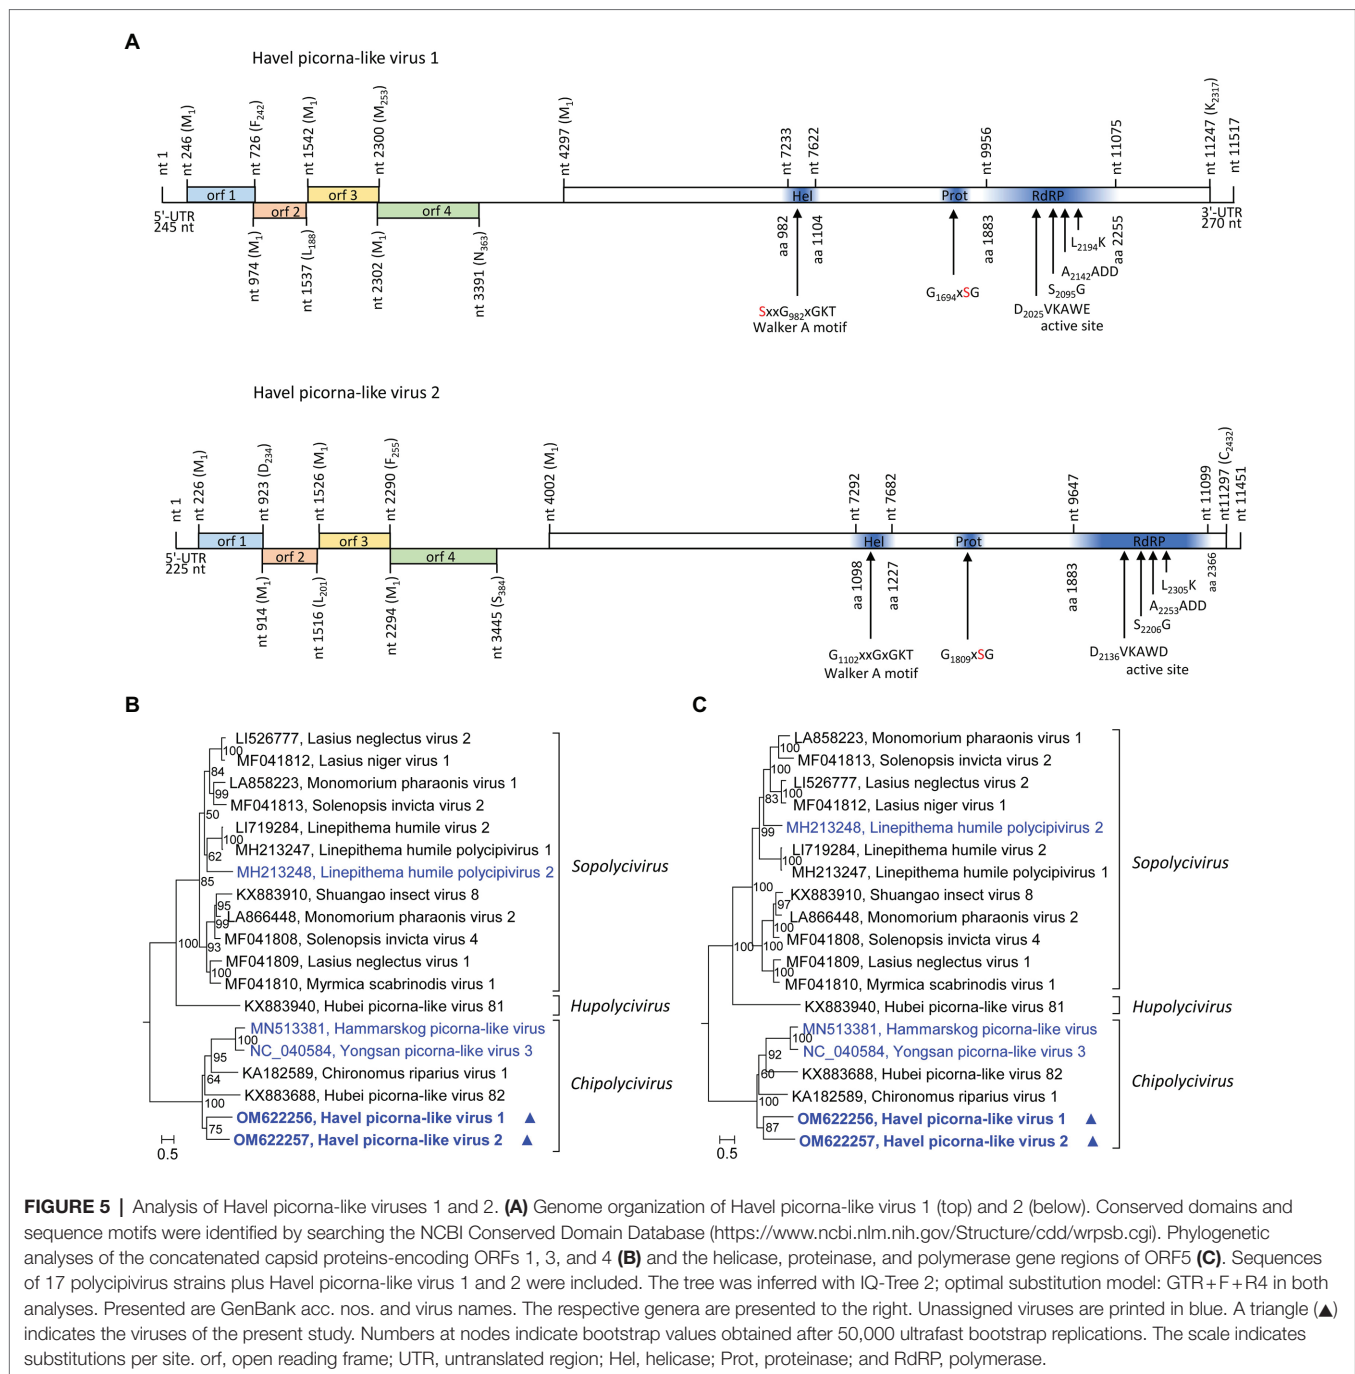 A
Havel picorna-like virus 1
nt 1
nt 246 (M1)
nt 726 (F242)
nt 1542 (M1)
nt 2300 (M253)
nt 4297 (M1)
nt 7233
nt 7622
nt 9956
nt 11075
nt 11247 (K2317)
nt 11517
orf 1
orf 3
Hel
Prot
RdRP
5'-UTR
245 nt
orf 2
orf 4
3'-UTR
270 nt
nt 974 (M1)
nt 1537 (L188)
nt 2302 (M1)
nt 3391 (N363)
aa 982
aa 1104
aa 1883
aa 2255
L2194K
A2142ADD
S2095G
D2025VKAWE
active site
G1694xSG
SxxG982xGKT
Walker A motif
Havel picorna-like virus 2
nt 1
nt 226 (M1)
nt 923 (D234)
nt 1526 (M1)
nt 2290 (F255)
nt 4002 (M1)
nt 7292
nt 7682
nt 9647
nt 11099
nt11297 (C2432)
nt 11451
orf 1
orf 3
Hel
Prot
RdRP
5'-UTR
225 nt
orf 2
orf 4
nt 914 (M1)
nt 1516 (L201)
nt 2294 (M1)
nt 3445 (S384)
aa 1098
aa 1227
aa 1883
aa 2366
L2305K
A2253ADD
S2206G
D2136VKAWD
active site
G1809xSG
G1102xxGxGKT
Walker A motif
B
LI526777, Lasius neglectus virus 2
100
MF041812, Lasius niger virus 1
84
LA858223, Monomorium pharaonis virus 1
99
MF041813, Solenopsis invicta virus 2
50
LI719284, Linepithema humile virus 2
100
MH213247, Linepithema humile polycipivirus 1
62
MH213248, Linepithema humile polycipivirus 2
85
KX883910, Shuangao insect virus 8
95
LA866448, Monomorium pharaonis virus 2
99
MF041808, Solenopsis invicta virus 4
100
93
MF041809, Lasius neglectus virus 1
100
MF041810, Myrmica scabrinodis virus 1
KX883940, Hubei picorna-like virus 81
MN513381, Hammarskog picorna-like virus
100
NC_040584, Yongsan picorna-like virus 3
95
KA182589, Chironomus riparius virus 1
64
KX883688, Hubei picorna-like virus 82
100
OM622256, Havel picorna-like virus 1 ▲
75
OM622257, Havel picorna-like virus 2 ▲
0.5
Sopolycivirus
Hupolycivirus
Chipolycivirus
C
LA858223, Monomorium pharaonis virus 1
100
MF041813, Solenopsis invicta virus 2
100
LI526777, Lasius neglectus virus 2
83
100
MF041812, Lasius niger virus 1
MH213248, Linepithema humile polycipivirus 2
99
LI719284, Linepithema humile virus 2
100
MH213247, Linepithema humile polycipivirus 1
100
KX883910, Shuangao insect virus 8
97
LA866448, Monomorium pharaonis virus 2
100
MF041808, Solenopsis invicta virus 4
100
100
MF041809, Lasius neglectus virus 1
100
MF041810, Myrmica scabrinodis virus 1
KX883940, Hubei picorna-like virus 81
MN513381, Hammarskog picorna-like virus
100
NC_040584, Yongsan picorna-like virus 3
92
KX883688, Hubei picorna-like virus 82
60
KA182589, Chironomus riparius virus 1
100
OM622256, Havel picorna-like virus 1 ▲
87
OM622257, Havel picorna-like virus 2 ▲
0.5
Sopolycivirus
Hupolycivirus
Chipolycivirus
FIGURE 5 | Analysis of Havel picorna-like viruses 1 and 2. (A) Genome organization of Havel picorna-like virus 1 (top) and 2 (below). Conserved domains and
sequence motifs were identified by searching the NCBI Conserved Domain Database (https://www.ncbi.nlm.nih.gov/Structure/cdd/wrpsb.cgi). Phylogenetic
analyses of the concatenated capsid proteins-encoding ORFs 1, 3, and 4 (B) and the helicase, proteinase, and polymerase gene regions of ORF5 (C). Sequences
of 17 polycipivirus strains plus Havel picorna-like virus 1 and 2 were included. The tree was inferred with IQ-Tree 2; optimal substitution model: GTR+F+R4 in both
analyses. Presented are GenBank acc. nos. and virus names. The respective genera are presented to the right. Unassigned viruses are printed in blue. A triangle (▲)
indicates the viruses of the present study. Numbers at nodes indicate bootstrap values obtained after 50,000 ultrafast bootstrap replications. The scale indicates
substitutions per site. orf, open reading frame; UTR, untranslated region; Hel, helicase; Prot, proteinase; and RdRP, polymerase.